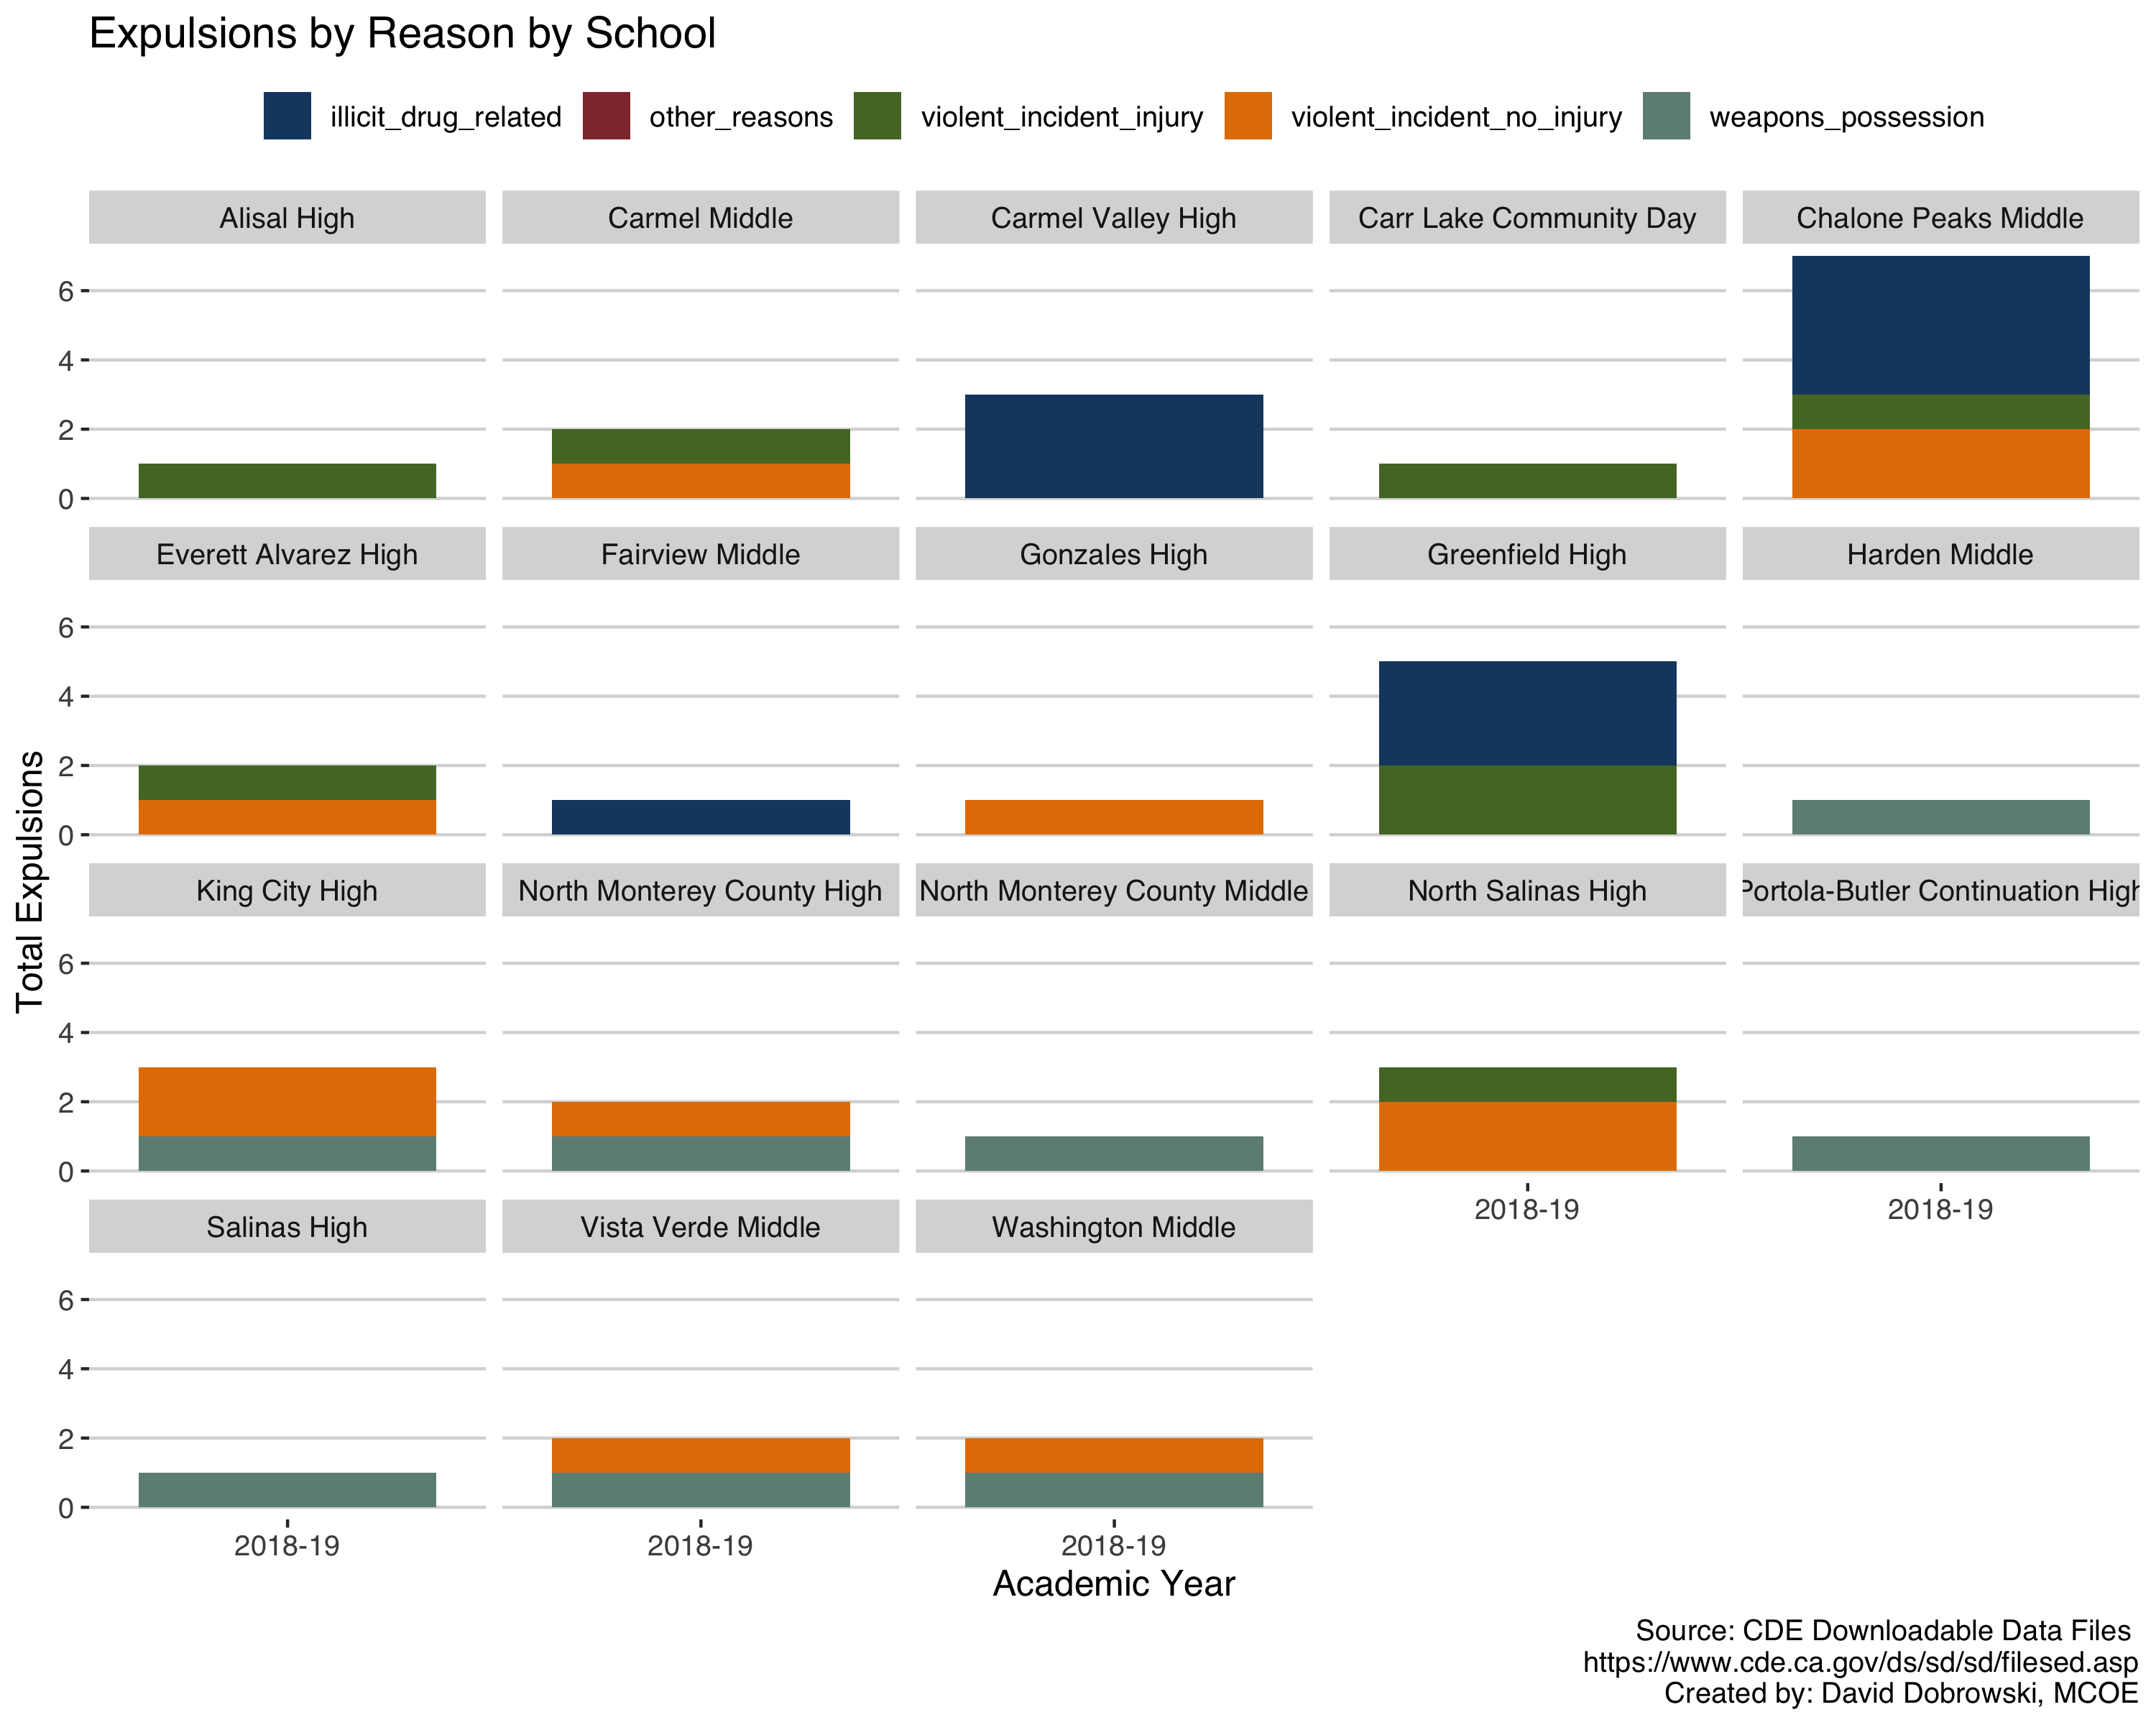 Expulsions by Reason by School
illicit_drug_related other_reasons violent_incident_injury violent_incident_no_injury weapons_possession
Alisal High Carmel Middle Carmel Valley High Carr Lake Community Day Chalone Peaks Middle
6
4
2
0
Everett Alvarez High Fairview Middle Gonzales High Greenfield High Harden Middle
6
4
2
0
Total Expulsions
King City High North Monterey County High North Monterey County Middle North Salinas High Portola-Butler Continuation High
6
4
2
0
2018-19 2018-19
Salinas High Vista Verde Middle Washington Middle
6
4
2
0
2018-19 2018-19 2018-19
Academic Year
Source: CDE Downloadable Data Files
https://www.cde.ca.gov/ds/sd/sd/filesed.asp
Created by: David Dobrowski, MCOE